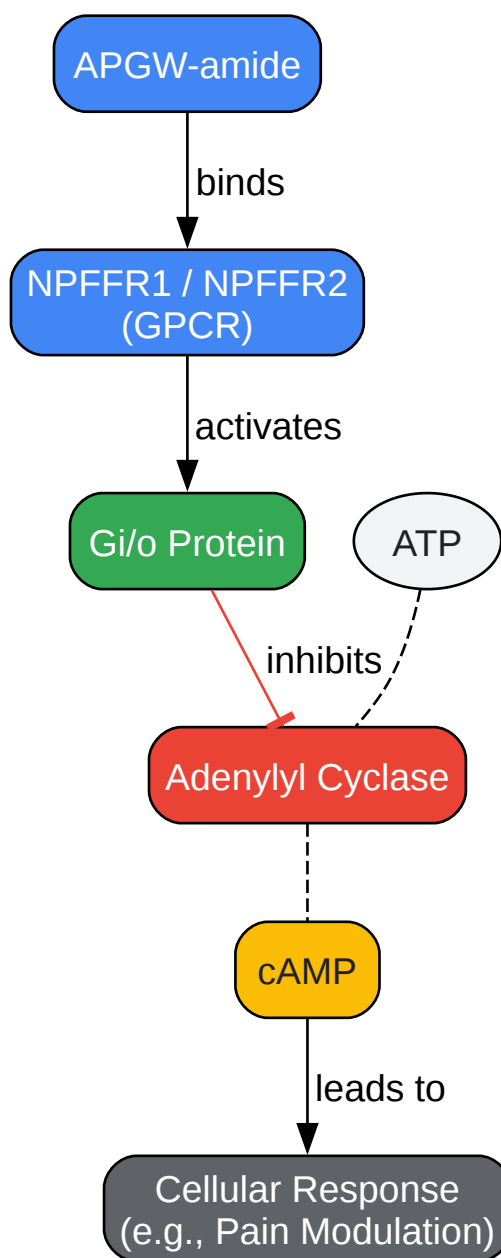 APGW-amide
binds
NPFFR1 / NPFFR2
(GPCR)
activates
Gi/o Protein
ATP
inhibits
Adenylyl Cyclase
cAMP
leads to
Cellular Response
(e.g., Pain Modulation)